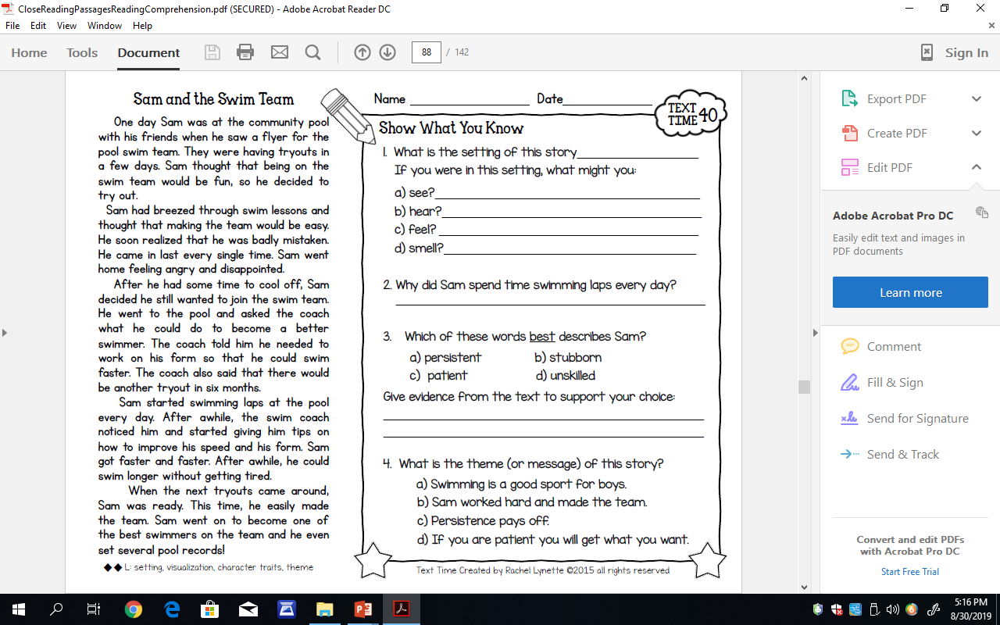 CloseReadingPassagesReadingComprehension.pdf (SECURED) - Adobe Acrobat Reader DC
File Edit View Window Help
Home Tools Document 88 / 142 Sign In
Sam and the Swim Team
One day Sam was at the community pool
with his friends when he saw a flyer for the
pool swim team. They were having tryouts in
a few days. Sam thought that being on the
swim team would be fun, so he decided to
try out.
Sam had breezed through swim lessons and
thought that making the team would be easy.
He soon realized that he was badly mistaken.
He came in last every single time. Sam went
home feeling angry and disappointed.
After he had some time to cool off, Sam
decided he still wanted to join the swim team.
He went to the pool and asked the coach
what he could do to become a better
swimmer. The coach told him he needed to
work on his form so that he could swim
faster. The coach also said that there would
be another tryout in six months.
Sam started swimming laps at the pool
every day. After awhile, the swim coach
noticed him and started giving him tips on
how to improve his speed and his form. Sam
got faster and faster. After awhile, he could
swim longer without getting tired.
When the next tryouts came around,
Sam was ready. This time, he easily made
the team. Sam went on to become one of
the best swimmers on the team and he even
set several pool records!
◆◆ L: setting, visualization, character traits, theme
Name ____________________ Date_______________
TEXT
TIME 40
Show What You Know
1. What is the setting of this story____________________
If you were in this setting, what might you:
a) see?____________________
b) hear?____________________
c) feel? ____________________
d) smell?____________________
2. Why did Sam spend time swimming laps every day?
3. Which of these words best describes Sam?
a) persistent b) stubborn
c) patient d) unskilled
Give evidence from the text to support your choice:
4. What is the theme (or message) of this story?
a) Swimming is a good sport for boys.
b) Sam worked hard and made the team.
c) Persistence pays off.
d) If you are patient you will get what you want.
Text Time Created by Rachel Lynette ©2015 all rights reserved
Export PDF
Create PDF
Edit PDF
Adobe Acrobat Pro DC
Easily edit text and images in
PDF documents
Learn more
Comment
Fill & Sign
Send for Signature
Send & Track
Convert and edit PDFs
with Acrobat Pro DC
Start Free Trial
5:16 PM
8/30/2019